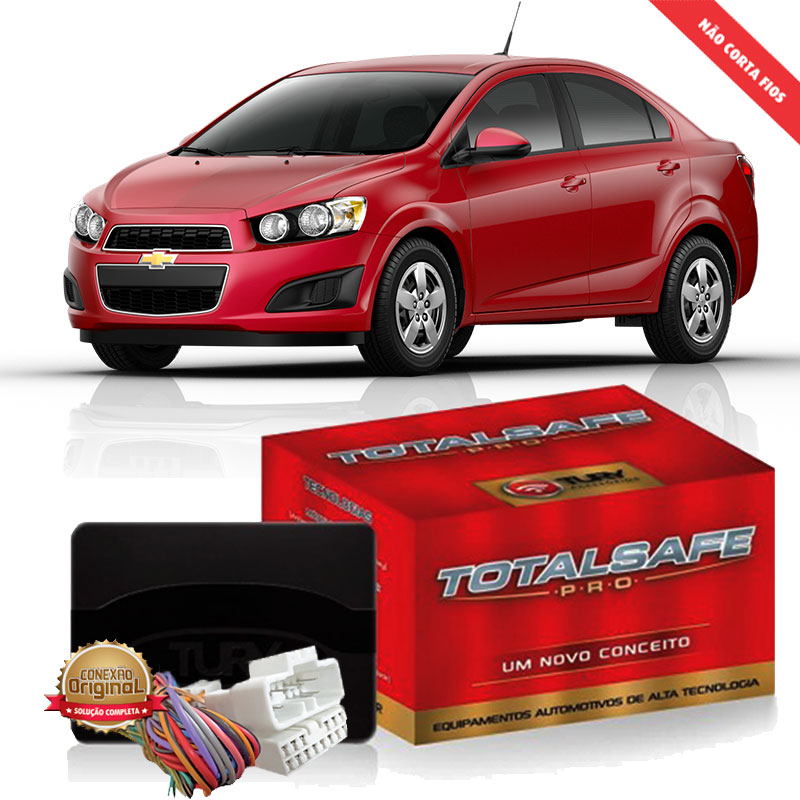 NÃO CORTA FIOS
TOTALSAFE
PRO
TURY
TECNOLOGIAS
TOTALSAFE
·PRO·
UM NOVO CONCEITO
EQUIPAMENTOS AUTOMOTIVOS DE ALTA TECNOLOGIA
TURY
CONEXÃO
Original
SOLUÇÃO COMPLETA